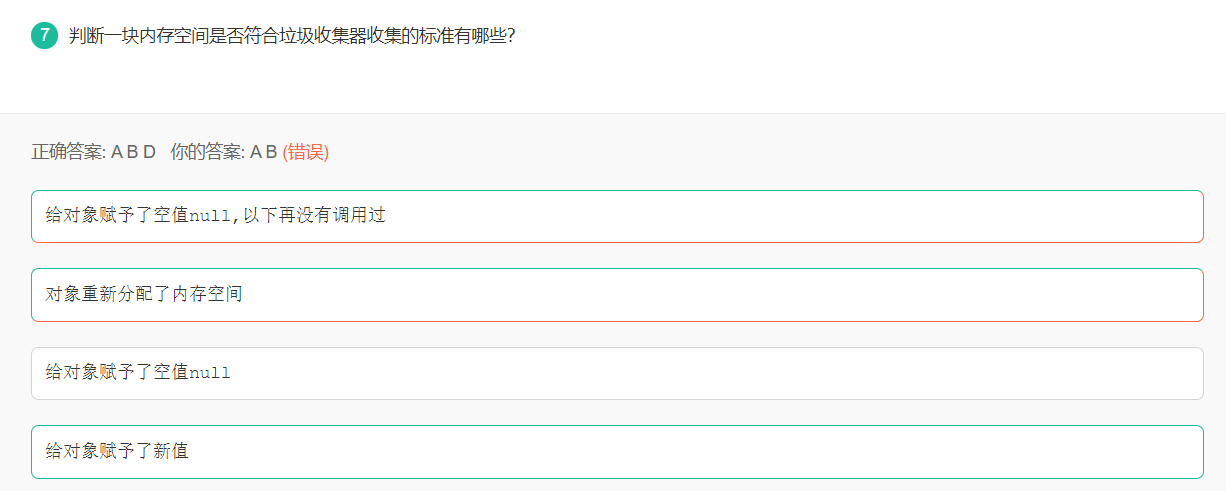 7 判断一块内存空间是否符合垃圾收集器收集的标准有哪些？
正确答案: A B D 你的答案: A B (错误)
给对象赋予了空值null,以下再没有调用过
对象重新分配了内存空间
给对象赋予了空值null
给对象赋予了新值